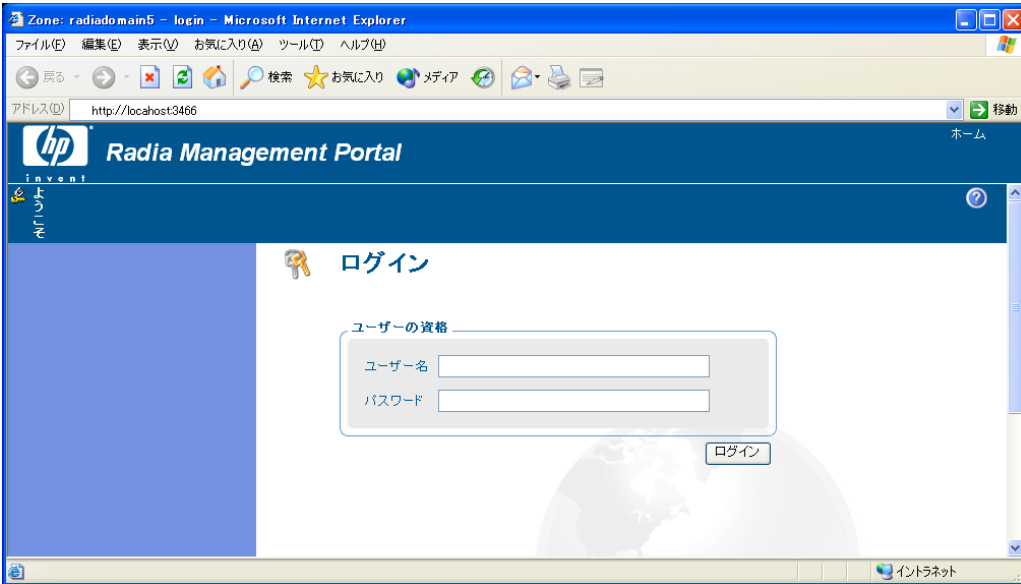 Zone: radiadomain5 - login - Microsoft Internet Explorer
ファイル(F) 編集(E) 表示(V) お気に入り(A) ツール(T) ヘルプ(H)
戻る 検索 お気に入り メディア
アドレス(D) http://locahost:3466 移動
hp Radia Management Portal ホーム
invent
ようこそ
ログイン
ユーザーの資格
ユーザー名
パスワード
ログイン
イントラネット